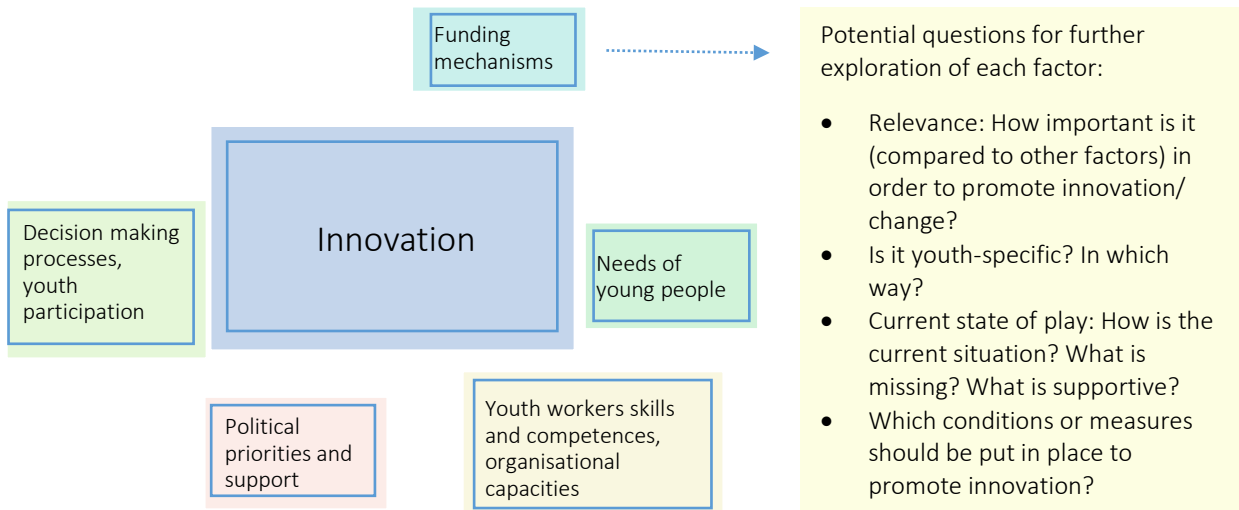 Funding
mechanisms
Innovation
Decision making
processes,
youth
participation
Needs of
young people
Political
priorities and
support
Youth workers skills
and competences,
organisational
capacities
Potential questions for further
exploration of each factor:
• Relevance: How important is it
(compared to other factors) in
order to promote innovation/
change?
• Is it youth-specific? In which
way?
• Current state of play: How is the
current situation? What is
missing? What is supportive?
• Which conditions or measures
should be put in place to
promote innovation?